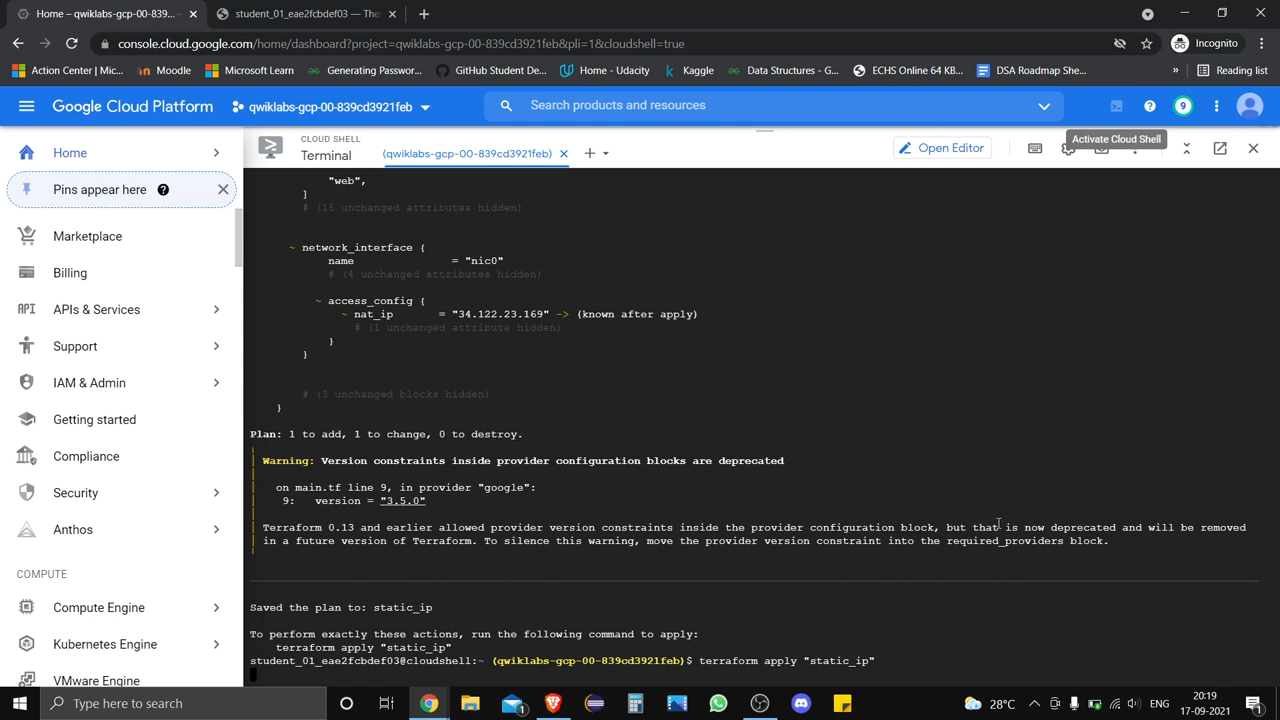 Home – qwiklabs-gcp-00-839...
student_01_eae2fcbdef03 — The
console.cloud.google.com/home/dashboard?project=qwiklabs-gcp-00-839cd3921feb&pli=1&cloudshell=true
Incognito
Action Center | Mic...
Moodle
Microsoft Learn
Generating Passwor...
GitHub Student De...
Home - Udacity
Kaggle
Data Structures - G...
ECHS Online 64 KB...
DSA Roadmap She...
»
Reading list
Google Cloud Platform
qwiklabs-gcp-00-839cd3921feb
Search products and resources
9
Activate Cloud Shell
CLOUD SHELL
Terminal
(qwiklabs-gcp-00-839cd3921feb)
Open Editor
Home
Pins appear here
Marketplace
Billing
API APIs & Services
Support
IAM & Admin
Getting started
Compliance
Security
Anthos
COMPUTE
Compute Engine
Kubernetes Engine
VMware Engine
"web",
]
# (15 unchanged attributes hidden)
~ network_interface {
name = "nic0"
# (4 unchanged attributes hidden)
~ access_config {
~ nat_ip = "34.122.23.169" -> (known after apply)
# (1 unchanged attribute hidden)
}
}
# (3 unchanged blocks hidden)
}
Plan: 1 to add, 1 to change, 0 to destroy.
Warning: Version constraints inside provider configuration blocks are deprecated
on main.tf line 9, in provider "google":
9: version = "3.5.0"
Terraform 0.13 and earlier allowed provider version constraints inside the provider configuration block, but that is now deprecated and will be removed
in a future version of Terraform. To silence this warning, move the provider version constraint into the required_providers block.
Saved the plan to: static_ip
To perform exactly these actions, run the following command to apply:
terraform apply "static_ip"
student_01_eae2fcbdef03@cloudshell:~ (qwiklabs-gcp-00-839cd3921feb)$ terraform apply "static_ip"
Type here to search
1
28°C
ENG
20:19
17-09-2021
1